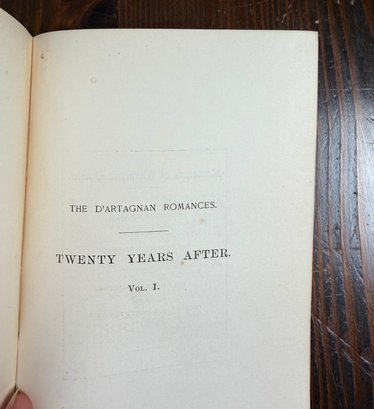 THE D'ARTAGNAN ROMANCES.
TWENTY YEARS AFTER.
VOL. I.